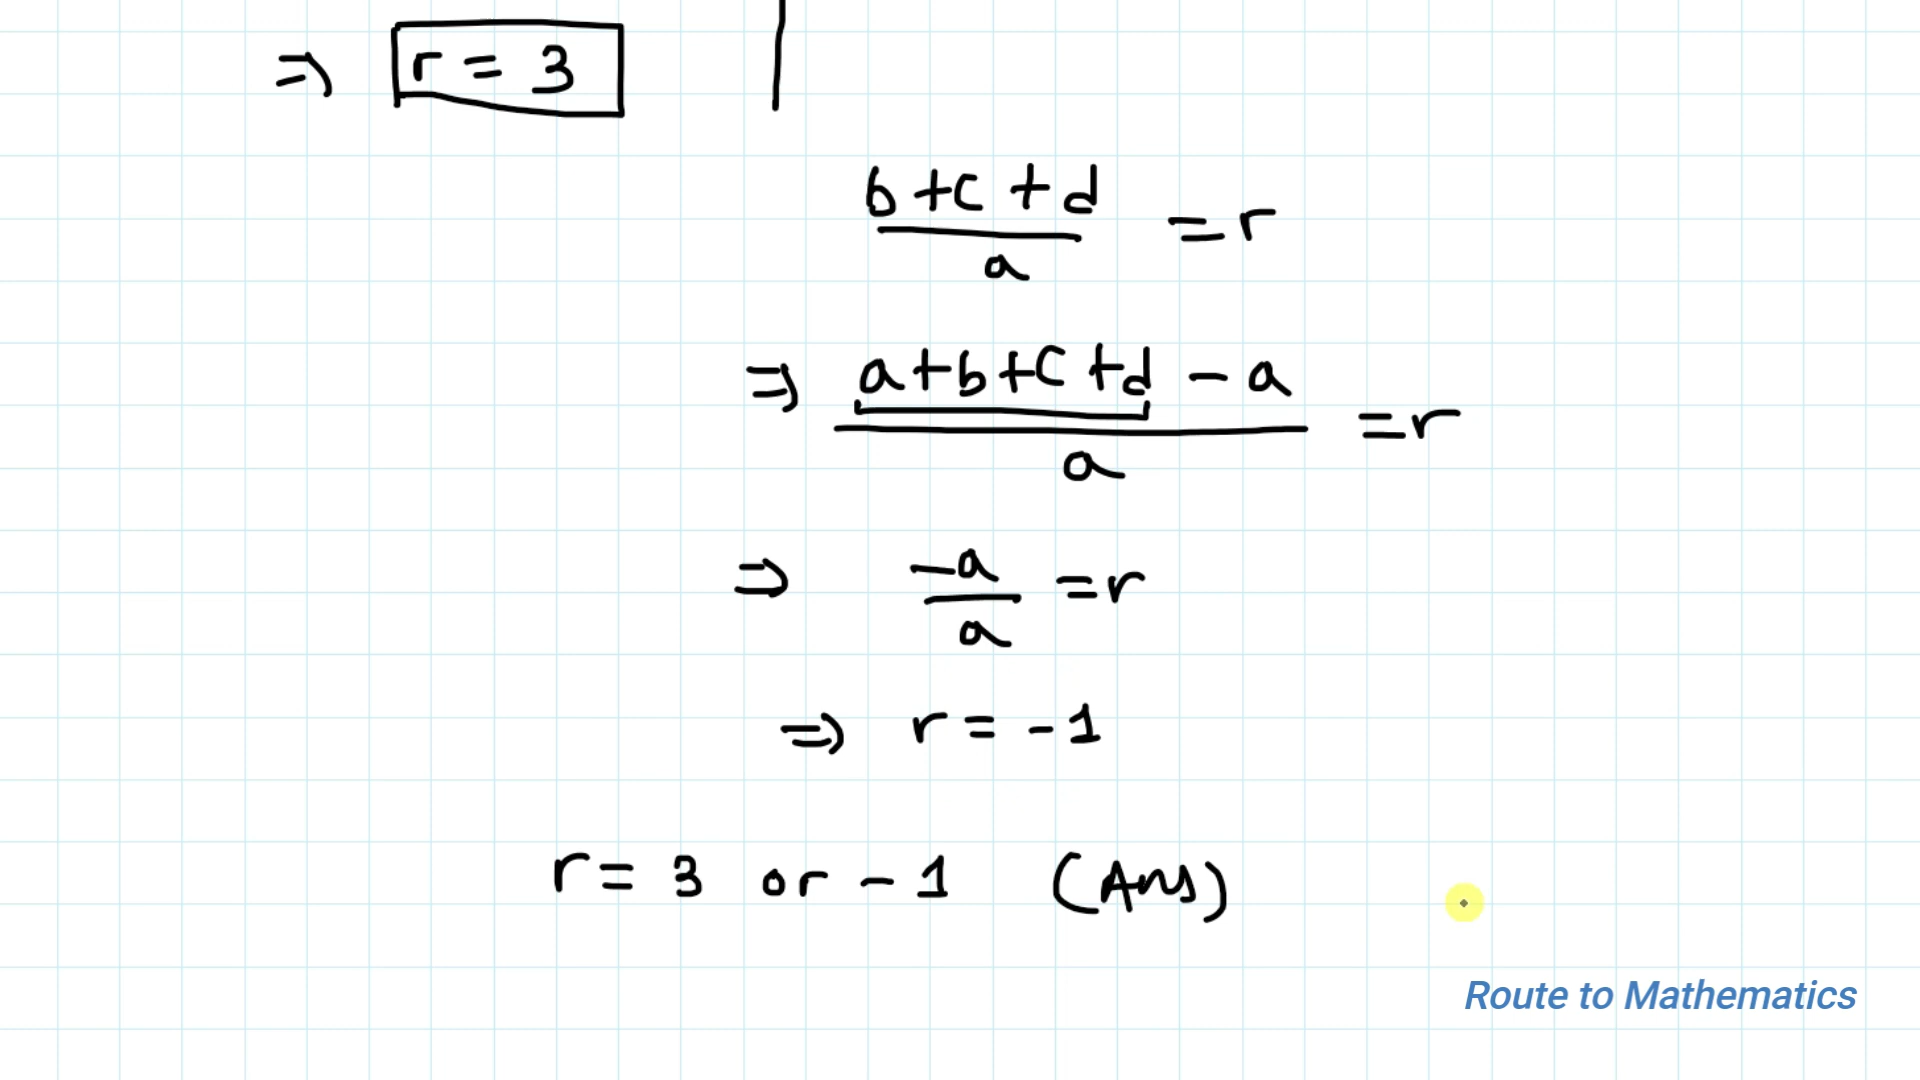 ⇒ r = 3
b + c + d / a = r
⇒ a + b + c + d - a / a = r
⇒ -a / a = r
⇒ r = -1
r = 3 or -1 (Ans)
Route to Mathematics